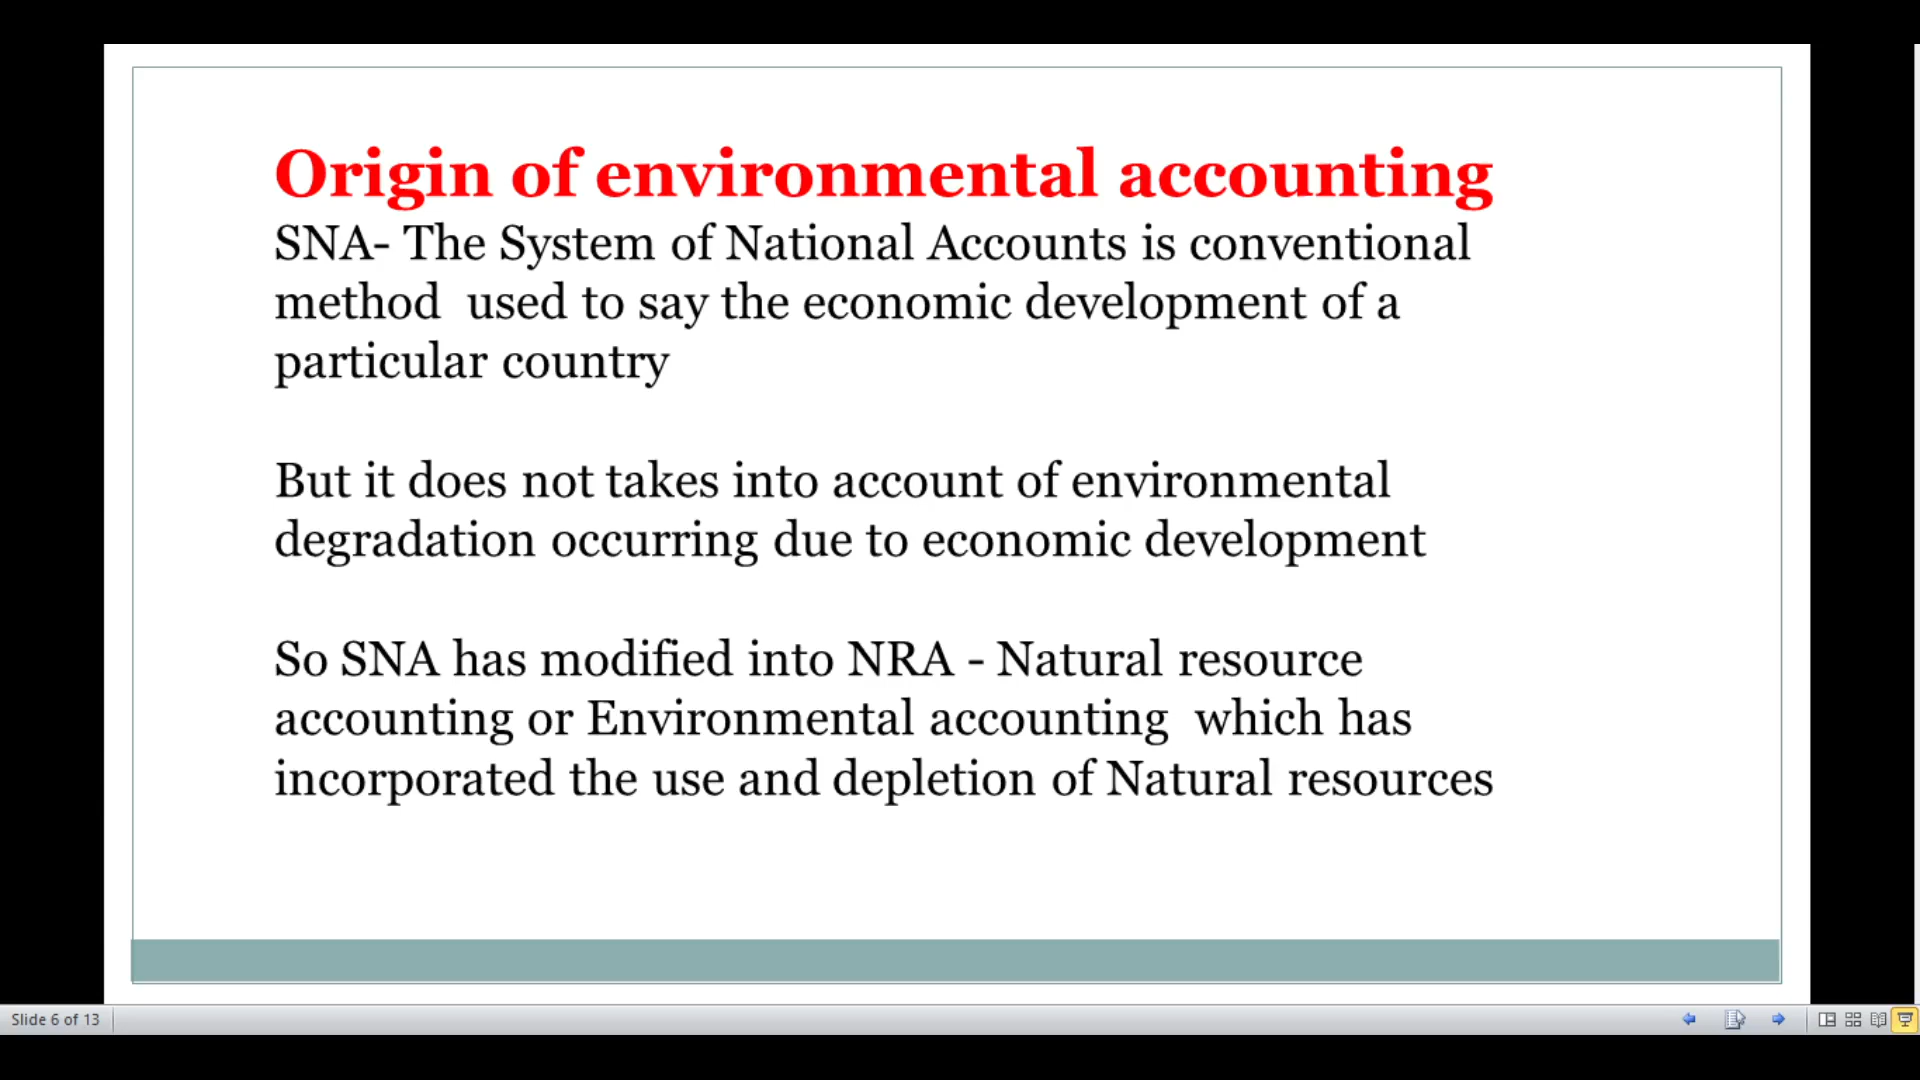 Origin of environmental accounting
SNA- The System of National Accounts is conventional
method  used to say the economic development of a
particular country
But it does not takes into account of environmental
degradation occurring due to economic development
So SNA has modified into NRA - Natural resource
accounting or Environmental accounting  which has
incorporated the use and depletion of Natural resources
Slide 6 of 13